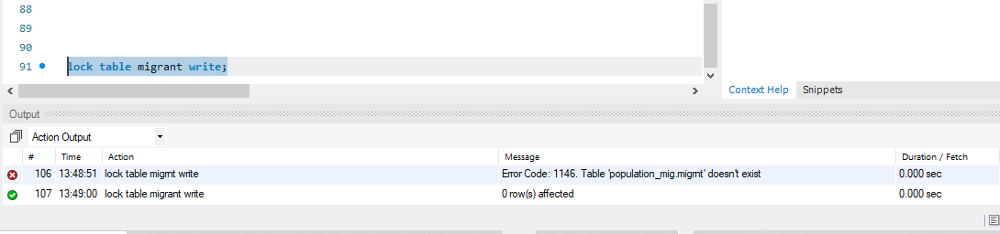 88
89
90
91 lock table migrant write;
Context Help Snippets
Output
Action Output
# Time Action Message Duration / Fetch
106 13:48:51 lock table migrnt write Error Code: 1146. Table 'population_mig.migrnt' doesn't exist 0.000 sec
107 13:49:00 lock table migrant write 0 row(s) affected 0.000 sec